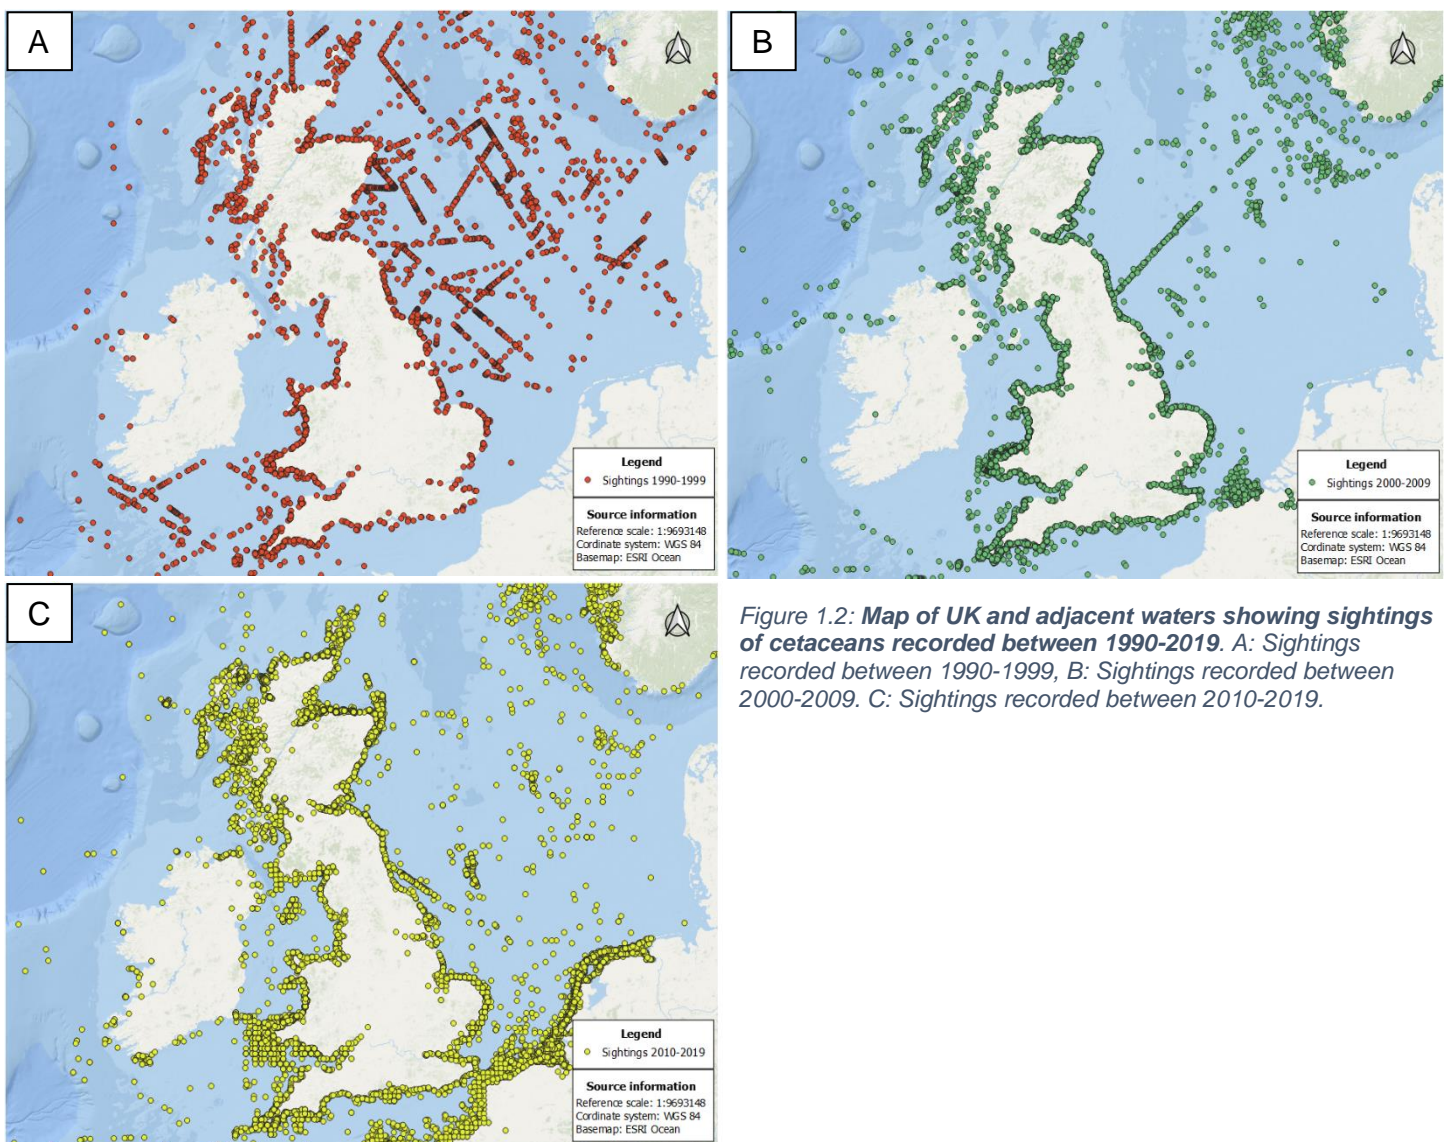 A
Legend
Sightings 1990-1999
Source information
Reference scale: 1:9693148
Cordinate system: WGS 84
Basemap: ESRI Ocean
B
Legend
Sightings 2000-2009
Source information
Reference scale: 1:9693148
Cordinate system: WGS 84
Basemap: ESRI Ocean
C
Legend
Sightings 2010-2019
Source information
Reference scale: 1:9693148
Cordinate system: WGS 84
Basemap: ESRI Ocean
Figure 1.2: Map of UK and adjacent waters showing sightings
of cetaceans recorded between 1990-2019. A: Sightings
recorded between 1990-1999, B: Sightings recorded between
2000-2009. C: Sightings recorded between 2010-2019.